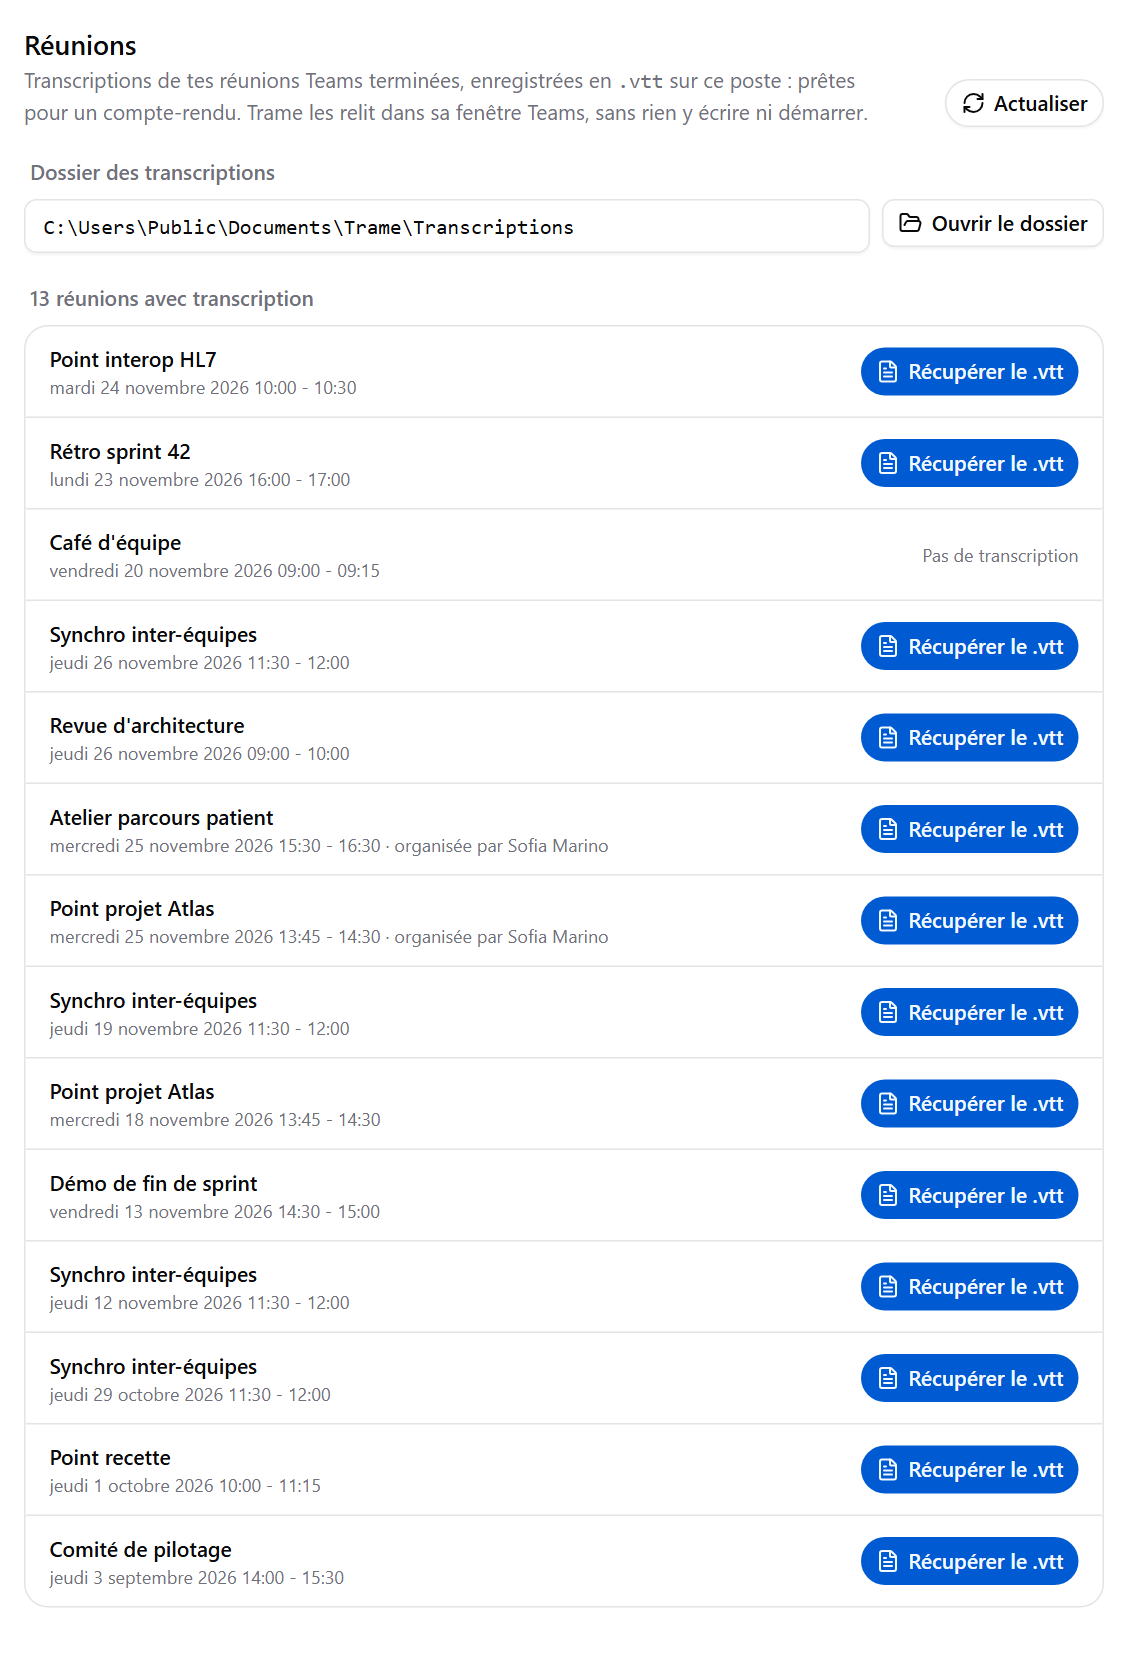 Réunions
Transcriptions de tes réunions Teams terminées, enregistrées en .vtt sur ce poste : prêtes
pour un compte-rendu. Trame les relit dans sa fenêtre Teams, sans rien y écrire ni démarrer.
Actualiser
Dossier des transcriptions
C:\Users\Public\Documents\Trame\Transcriptions
Ouvrir le dossier
13 réunions avec transcription
Point interop HL7
mardi 24 novembre 2026 10:00 - 10:30
Récupérer le .vtt
Rétro sprint 42
lundi 23 novembre 2026 16:00 - 17:00
Récupérer le .vtt
Café d'équipe
vendredi 20 novembre 2026 09:00 - 09:15
Pas de transcription
Synchro inter-équipes
jeudi 26 novembre 2026 11:30 - 12:00
Récupérer le .vtt
Revue d'architecture
jeudi 26 novembre 2026 09:00 - 10:00
Récupérer le .vtt
Atelier parcours patient
mercredi 25 novembre 2026 15:30 - 16:30 · organisée par Sofia Marino
Récupérer le .vtt
Point projet Atlas
mercredi 25 novembre 2026 13:45 - 14:30 · organisée par Sofia Marino
Récupérer le .vtt
Synchro inter-équipes
jeudi 19 novembre 2026 11:30 - 12:00
Récupérer le .vtt
Point projet Atlas
mercredi 18 novembre 2026 13:45 - 14:30
Récupérer le .vtt
Démo de fin de sprint
vendredi 13 novembre 2026 14:30 - 15:00
Récupérer le .vtt
Synchro inter-équipes
jeudi 12 novembre 2026 11:30 - 12:00
Récupérer le .vtt
Synchro inter-équipes
jeudi 29 octobre 2026 11:30 - 12:00
Récupérer le .vtt
Point recette
jeudi 1 octobre 2026 10:00 - 11:15
Récupérer le .vtt
Comité de pilotage
jeudi 3 septembre 2026 14:00 - 15:30
Récupérer le .vtt